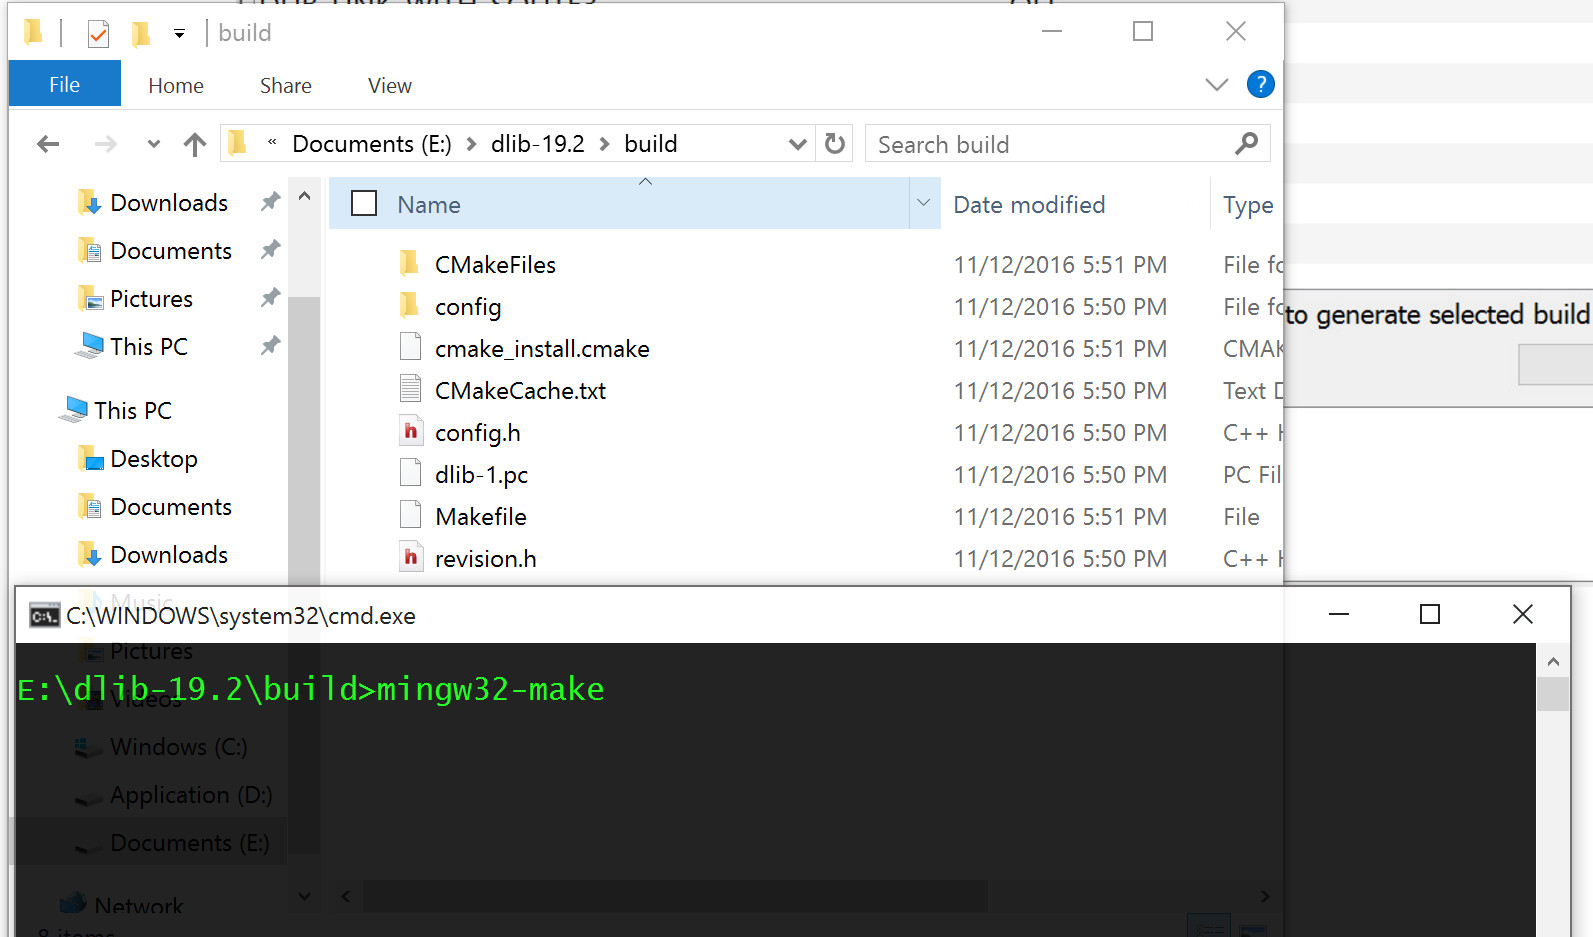 build
File Home Share View
?
« Documents (E:) > dlib-19.2 > build Search build
Name Date modified Type
Downloads
Documents
Pictures
This PC
This PC
Desktop
Documents
Downloads
Music
Pictures
Videos
Windows (C:)
Application (D:)
Documents (E:)
Network
8 items
CMakeFiles 11/12/2016 5:51 PM File fo
config 11/12/2016 5:50 PM File fo
cmake_install.cmake 11/12/2016 5:51 PM CMAK
CMakeCache.txt 11/12/2016 5:50 PM Text D
config.h 11/12/2016 5:50 PM C++ H
dlib-1.pc 11/12/2016 5:50 PM PC Fil
Makefile 11/12/2016 5:51 PM File
revision.h 11/12/2016 5:50 PM C++ H
to generate selected build
C:\WINDOWS\system32\cmd.exe
E:\dlib-19.2\build>mingw32-make